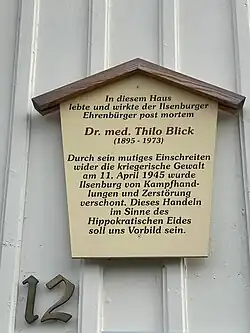 In diesem Haus
lebte und wirkte der Ilsenburger
Ehrenbürger post mortem
Dr. med. Thilo Blick
(1895 - 1973)
Durch sein mutiges Einschreiten
wider die kriegerische Gewalt
am 11. April 1945 wurde
Ilsenburg von Kampfhand-
lungen und Zerstörung
verschont. Dieses Handeln
im Sinne des
Hippokratischen Eides
soll uns Vorbild sein.
12